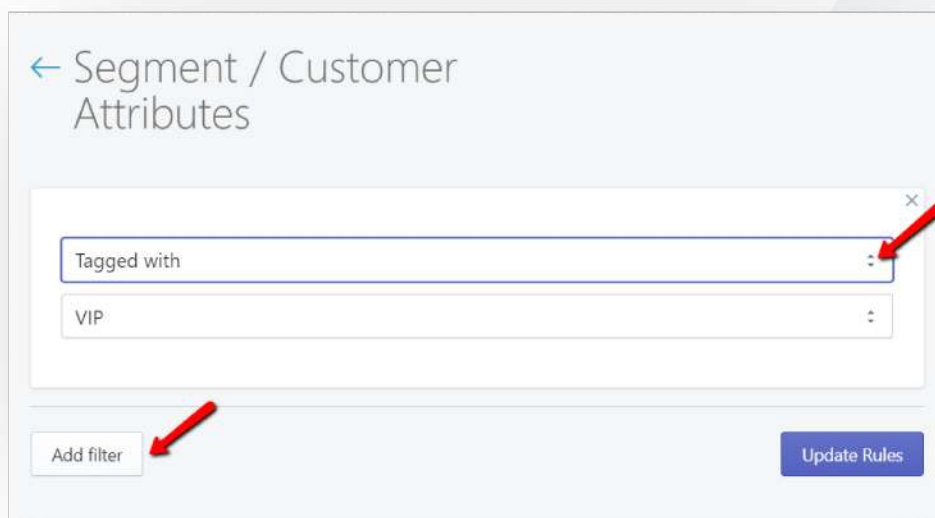 ← Segment / Customer
Attributes
Tagged with
VIP
Add filter
Update Rules